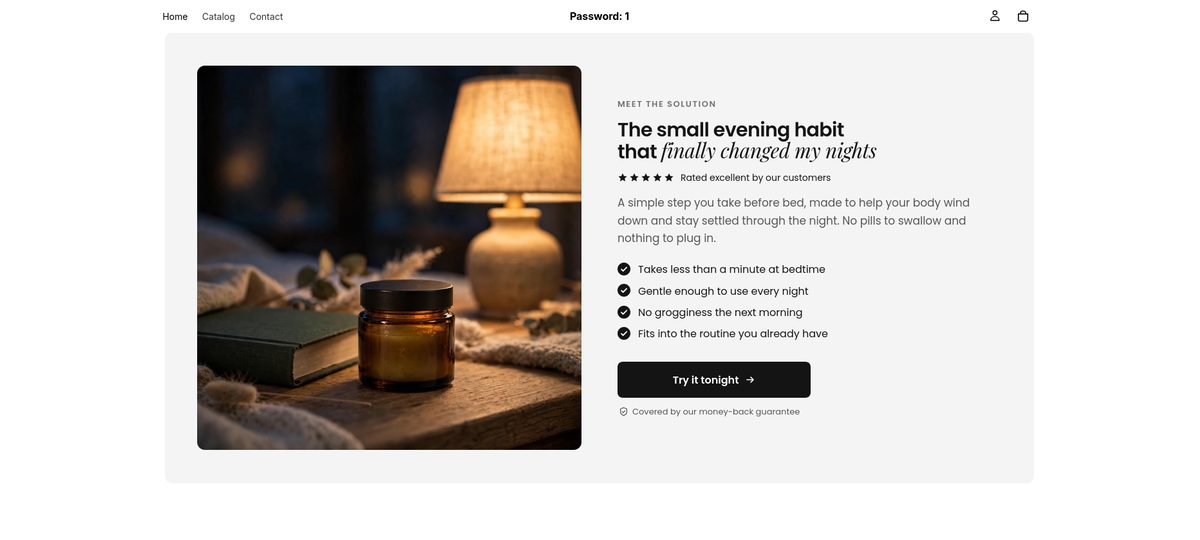 Home Catalog Contact Password: 1
MEET THE SOLUTION
The small evening habit
that finally changed my nights
Rated excellent by our customers
A simple step you take before bed, made to help your body wind
down and stay settled through the night. No pills to swallow and
nothing to plug in.
Takes less than a minute at bedtime
Gentle enough to use every night
No grogginess the next morning
Fits into the routine you already have
Try it tonight →
Covered by our money-back guarantee